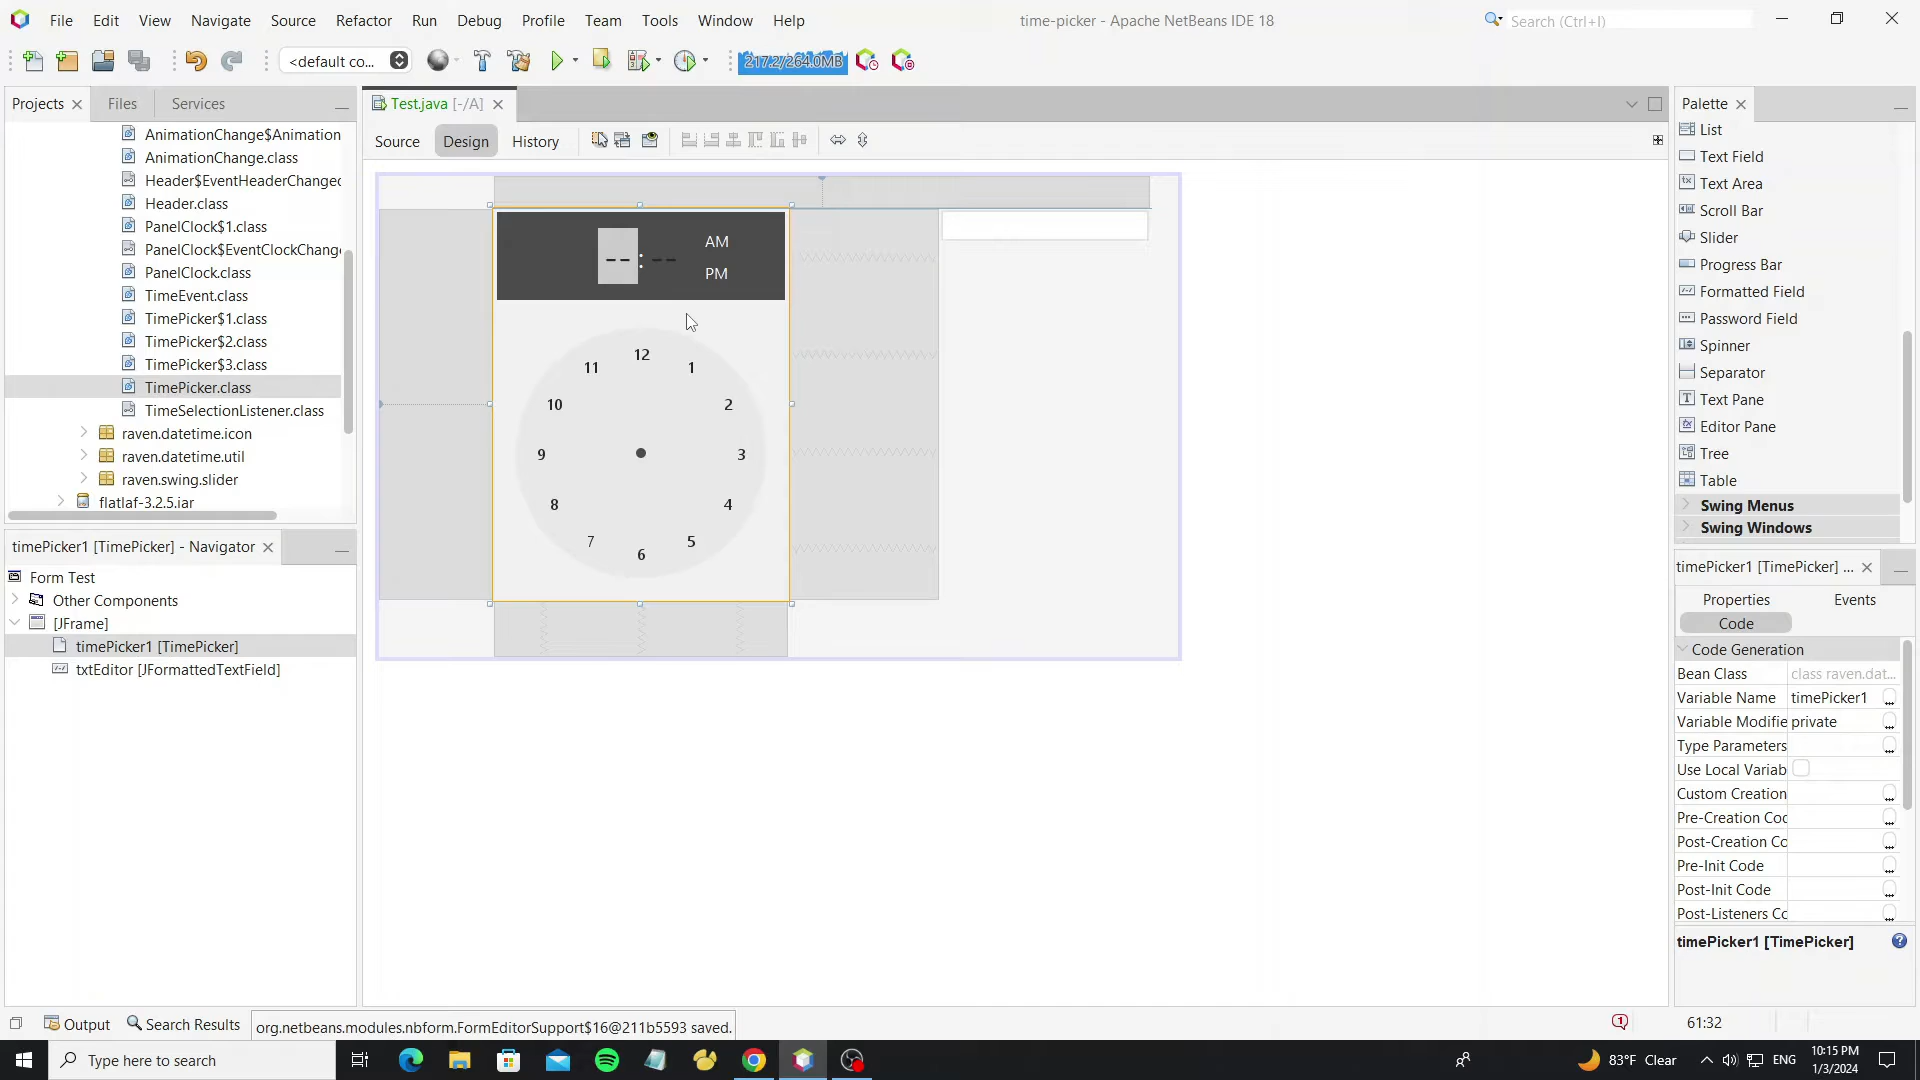 File Edit View Navigate Source Refactor Run Debug Profile Team Tools Window Help
time-picker - Apache NetBeans IDE 18
Search (Ctrl+I)
<default co...
217.2/264.0MB
Projects
Files
Services
Test.java [-/A]
Palette
Source
Design
History
AnimationChange$Animation
AnimationChange.class
Header$EventHeaderChanged
Header.class
PanelClock$1.class
PanelClock$EventClockChange
PanelClock.class
TimeEvent.class
TimePicker$1.class
TimePicker$2.class
TimePicker$3.class
TimePicker.class
TimeSelectionListener.class
raven.datetime.icon
raven.datetime.util
raven.swing.slider
flatlaf-3.2.5.jar
-- : --
AM
PM
12
11
1
10
2
9
3
8
4
7
5
6
List
Text Field
Text Area
Scroll Bar
Slider
Progress Bar
Formatted Field
Password Field
Spinner
Separator
Text Pane
Editor Pane
Tree
Table
Swing Menus
Swing Windows
timePicker1 [TimePicker] - Navigator
Form Test
Other Components
[JFrame]
timePicker1 [TimePicker]
txtEditor [JFormattedTextField]
timePicker1 [TimePicker] ...
Properties
Events
Code
Code Generation
Bean Class class raven.dat...
Variable Name timePicker1
Variable Modifie private
Type Parameters
Use Local Variab
Custom Creation
Pre-Creation Coc
Post-Creation Co
Pre-Init Code
Post-Init Code
Post-Listeners Cc
timePicker1 [TimePicker]
Output
Search Results
org.netbeans.modules.nbform.FormEditorSupport$16@211b5593 saved.
61:32
Type here to search
83°F Clear
ENG
10:15 PM
1/3/2024